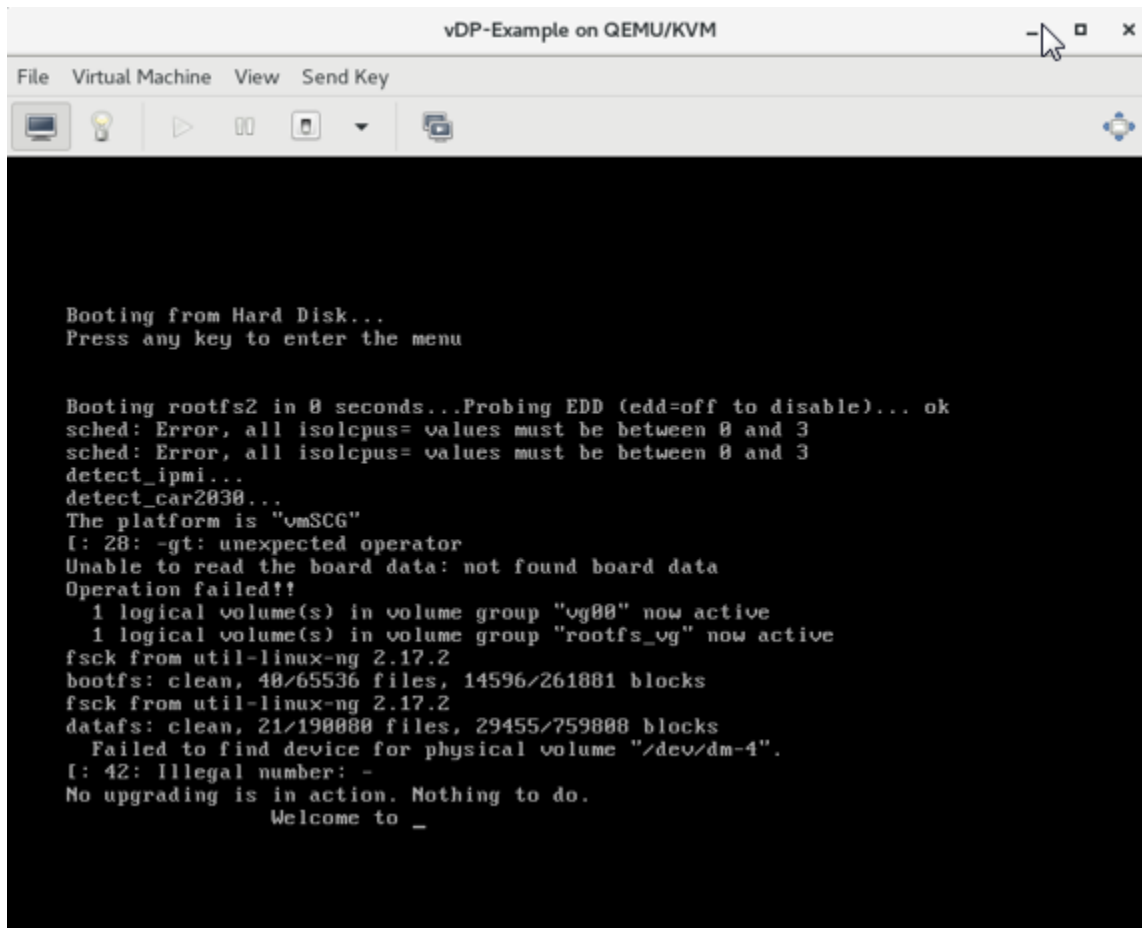 vDP-Example on QEMU/KVM
File Virtual Machine View Send Key
Booting from Hard Disk...
Press any key to enter the menu
Booting rootfs2 in 0 seconds...Probing EDD (edd=off to disable)... ok
sched: Error, all isolcpus= values must be between 0 and 3
sched: Error, all isolcpus= values must be between 0 and 3
detect_ipmi...
detect_car2030...
The platform is "vmSCG"
[: 28: -gt: unexpected operator
Unable to read the board data: not found board data
Operation failed!!
1 logical volume(s) in volume group "vg00" now active
1 logical volume(s) in volume group "rootfs_vg" now active
fsck from util-linux-ng 2.17.2
bootfs: clean, 40/65536 files, 14596/261881 blocks
fsck from util-linux-ng 2.17.2
datafs: clean, 21/190080 files, 29455/759808 blocks
Failed to find device for physical volume "/dev/dm-4".
[: 42: Illegal number: -
No upgrading is in action. Nothing to do.
Welcome to _